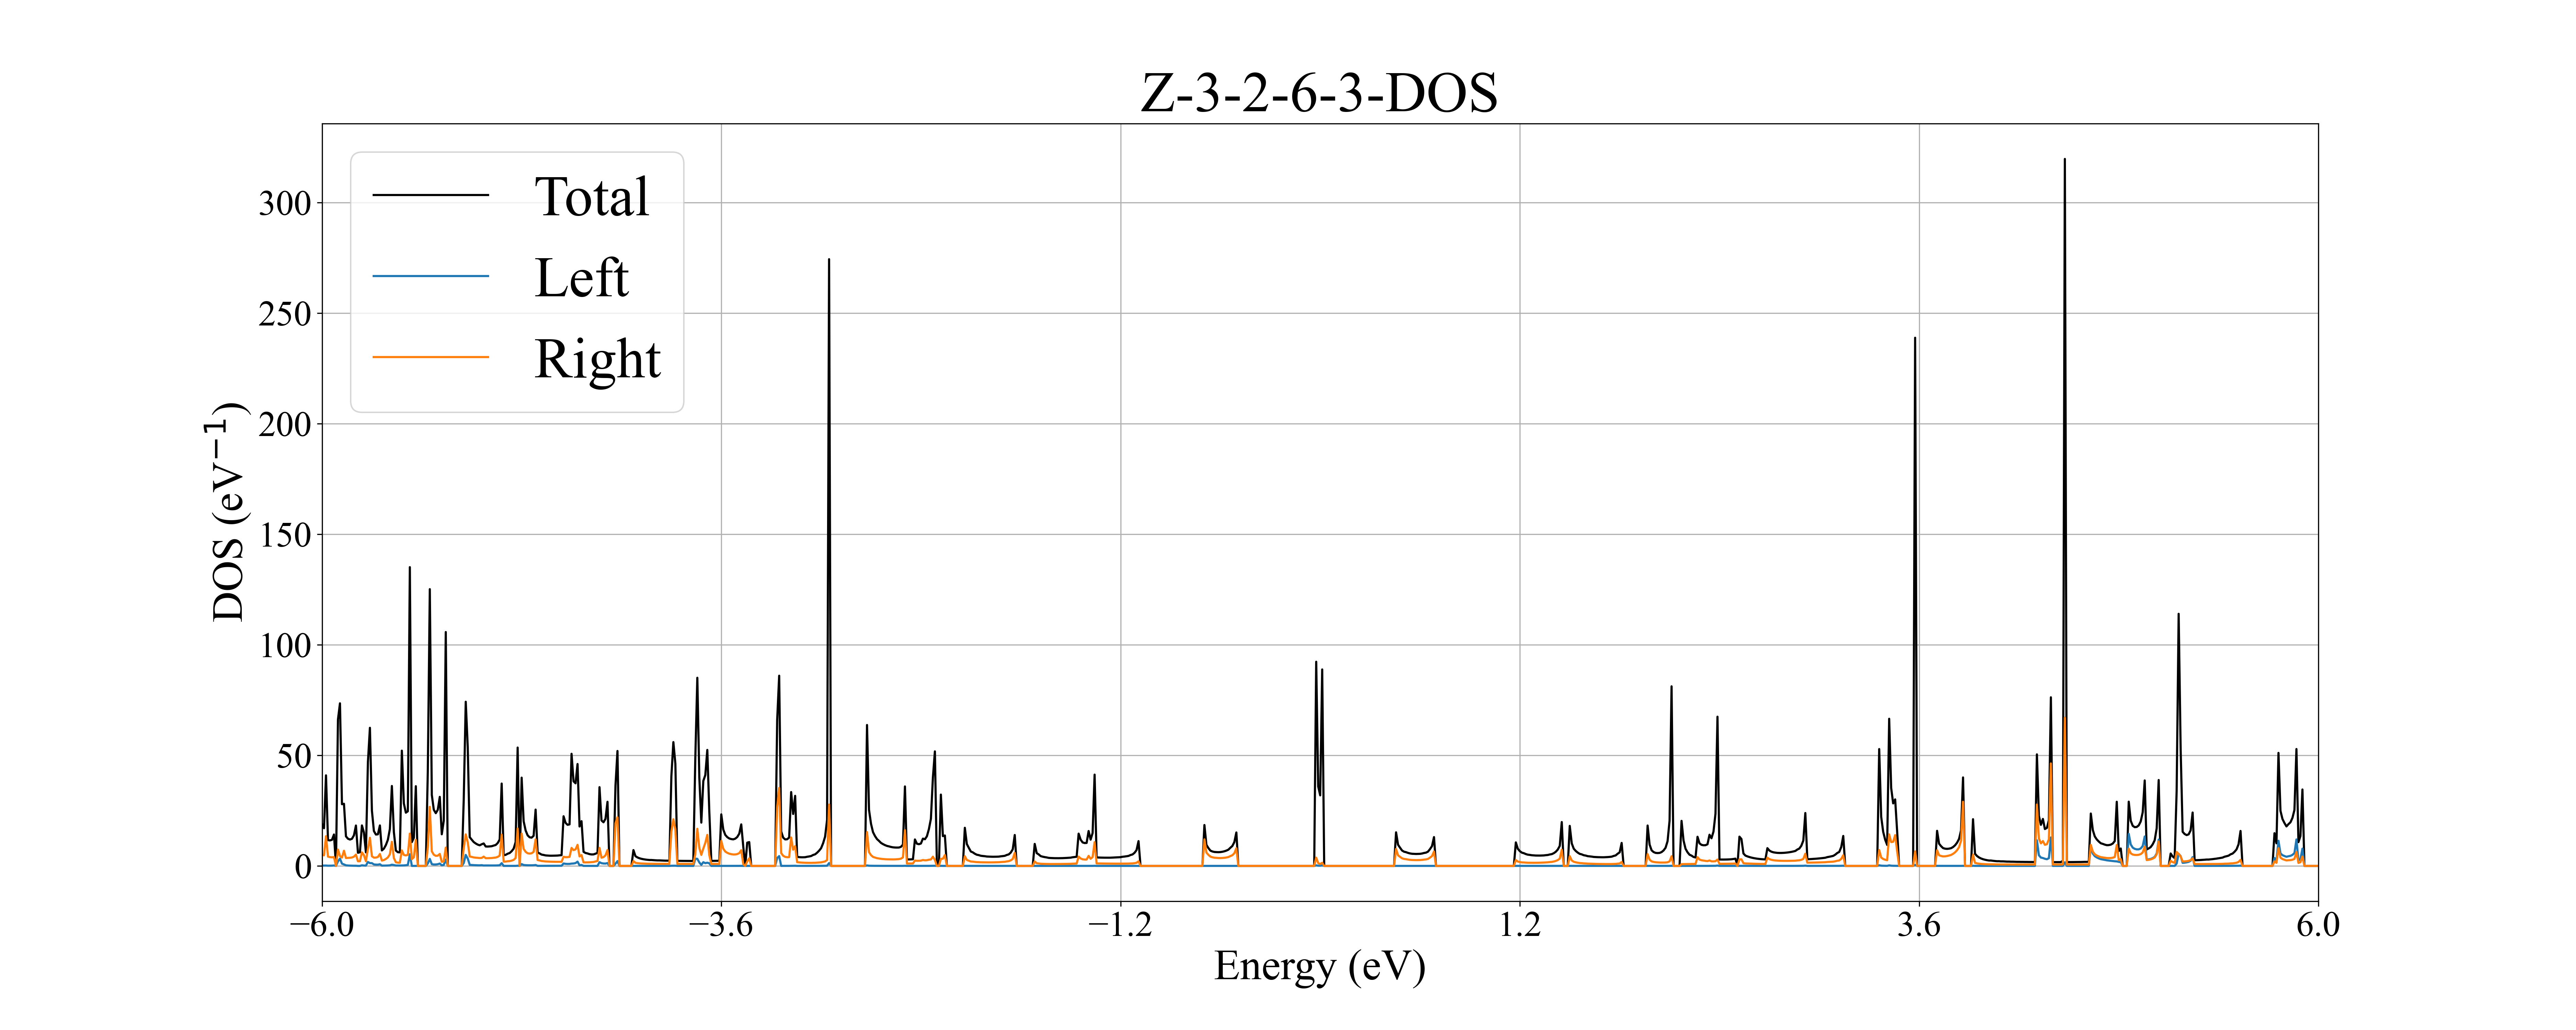 Z-3-2-6-3-DOS
Total
Left
Right
DOS (eV⁻¹)
300
250
200
150
100
50
0
−6.0 −3.6 −1.2 1.2 3.6 6.0
Energy (eV)